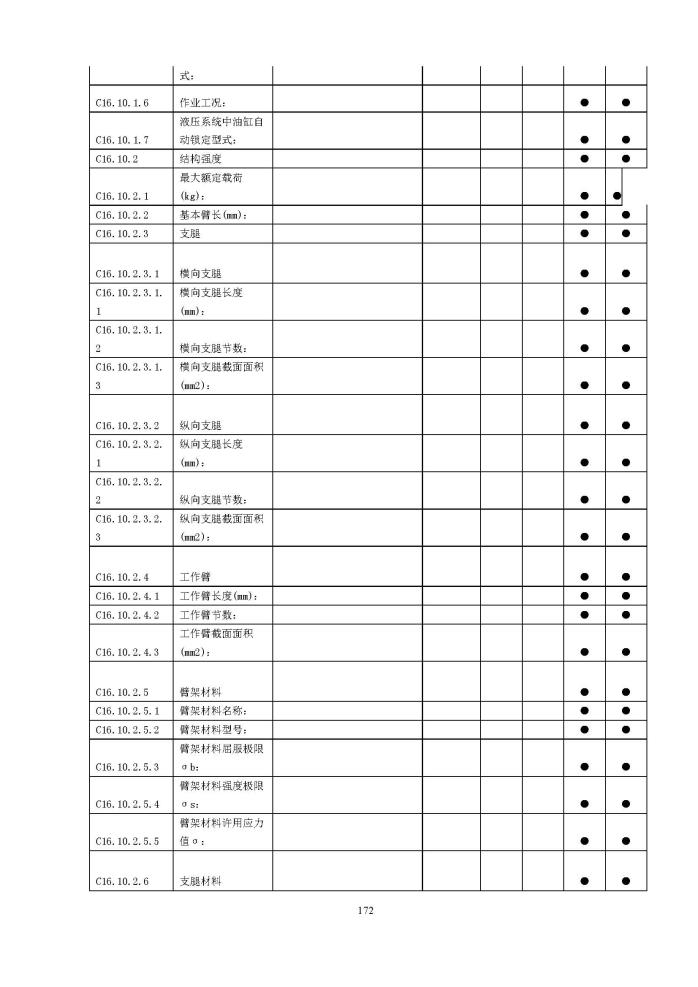 式:
C16.10.1.6 作业工况: ● ●
液压系统中油缸自
C16.10.1.7 动锁定型式: ● ●
C16.10.2 结构强度 ● ●
最大额定载荷
C16.10.2.1 (kg): ● ●
C16.10.2.2 基本臂长(mm): ● ●
C16.10.2.3 支腿 ● ●
C16.10.2.3.1 横向支腿 ● ●
C16.10.2.3.1. 横向支腿长度
1 (mm): ● ●
C16.10.2.3.1.
2 横向支腿节数: ● ●
C16.10.2.3.1. 横向支腿截面面积
3 (mm2): ● ●
C16.10.2.3.2 纵向支腿 ● ●
C16.10.2.3.2. 纵向支腿长度
1 (mm): ● ●
C16.10.2.3.2.
2 纵向支腿节数: ● ●
C16.10.2.3.2. 纵向支腿截面面积
3 (mm2): ● ●
C16.10.2.4 工作臂 ● ●
C16.10.2.4.1 工作臂长度(mm): ● ●
C16.10.2.4.2 工作臂节数: ● ●
工作臂截面面积
C16.10.2.4.3 (mm2): ● ●
C16.10.2.5 臂架材料 ● ●
C16.10.2.5.1 臂架材料名称: ● ●
C16.10.2.5.2 臂架材料型号: ● ●
臂架材料屈服极限
C16.10.2.5.3 σb: ● ●
臂架材料强度极限
C16.10.2.5.4 σs: ● ●
臂架材料许用应力
C16.10.2.5.5 值σ: ● ●
C16.10.2.6 支腿材料 ● ●
172